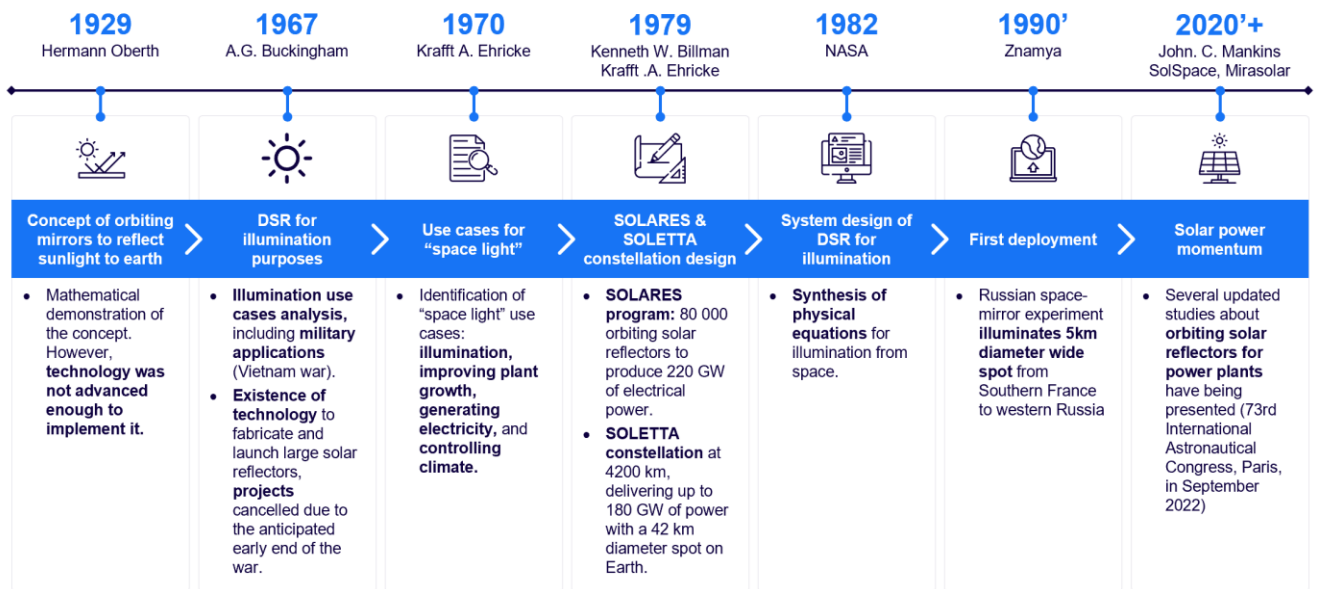 1929
Hermann Oberth
1967
A.G. Buckingham
1970
Krafft A. Ehricke
1979
Kenneth W. Billman
Krafft .A. Ehricke
1982
NASA
1990'
Znamya
2020'+
John. C. Mankins
SolSpace, Mirasolar
Concept of orbiting
mirrors to reflect
sunlight to earth
DSR for
illumination
purposes
Use cases for
“space light”
SOLARES &
SOLETTA
constellation design
System design of
DSR for
illumination
First deployment
Solar power
momentum
• Mathematical
demonstration of
the concept.
However,
technology was
not advanced
enough to
implement it.
• Illumination use
cases analysis,
including military
applications
(Vietnam war).
• Existence of
technology to
fabricate and
launch large solar
reflectors,
projects
cancelled due to
the anticipated
early end of the
war.
• Identification of
“space light” use
cases:
illumination,
improving plant
growth,
generating
electricity, and
controlling
climate.
• SOLARES
program: 80 000
orbiting solar
reflectors to
produce 220 GW
of electrical
power.
• SOLETTA
constellation at
4200 km,
delivering up to
180 GW of power
with a 42 km
diameter spot on
Earth.
• Synthesis of
physical
equations for
illumination from
space.
• Russian space-
mirror experiment
illuminates 5km
diameter wide
spot from
Southern France
to western Russia
• Several updated
studies about
orbiting solar
reflectors for
power plants
have being
presented (73rd
International
Astronautical
Congress, Paris,
in September
2022)